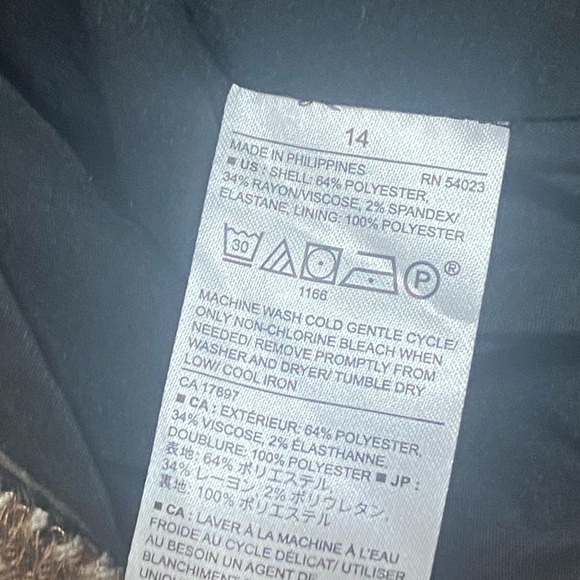 14
MADE IN PHILIPPINES RN 54023
■ US : SHELL: 64% POLYESTER,
34% RAYON/VISCOSE, 2% SPANDEX/
ELASTANE, LINING: 100% POLYESTER
30 P ®
1166
MACHINE WASH COLD GENTLE CYCLE/
ONLY NON-CHLORINE BLEACH WHEN
NEEDED/ REMOVE PROMPTLY FROM
WASHER AND DRYER/ TUMBLE DRY
LOW/ COOL IRON
CA 17897
■ CA : EXTÉRIEUR: 64% POLYESTER,
34% VISCOSE, 2% ÉLASTHANNE,
DOUBLURE: 100% POLYESTER ■ JP :
表地: 64% ポリエステル
34% レーヨン, 2% ポリウレタン,
裏地: 100% ポリエステル
■ CA : LAVER À LA MACHINE À L'EAU
FROIDE AU CYCLE DÉLICAT/ UTILISER
AU BESOIN UN AGENT DE
BLANCHIMENT